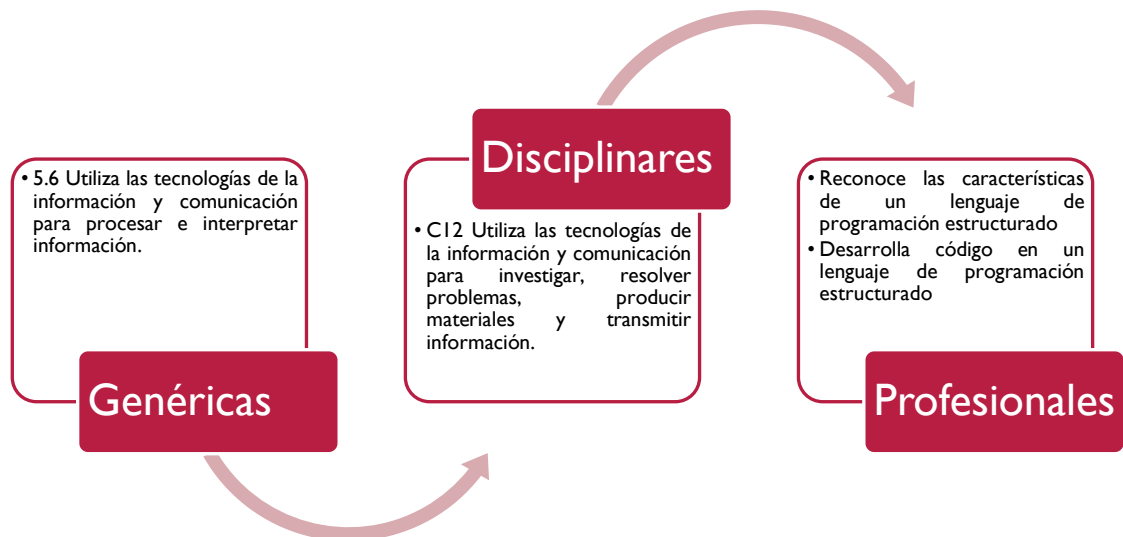 • 5.6 Utiliza las tecnologías de la
información y comunicación
para procesar e interpretar
información.
Genéricas
Disciplinares
• C12 Utiliza las tecnologías de
la información y comunicación
para investigar, resolver
problemas, producir
materiales y transmitir
información.
• Reconoce las características
de un lenguaje de
programación estructurado
• Desarrolla código en un
lenguaje de programación
estructurado
Profesionales